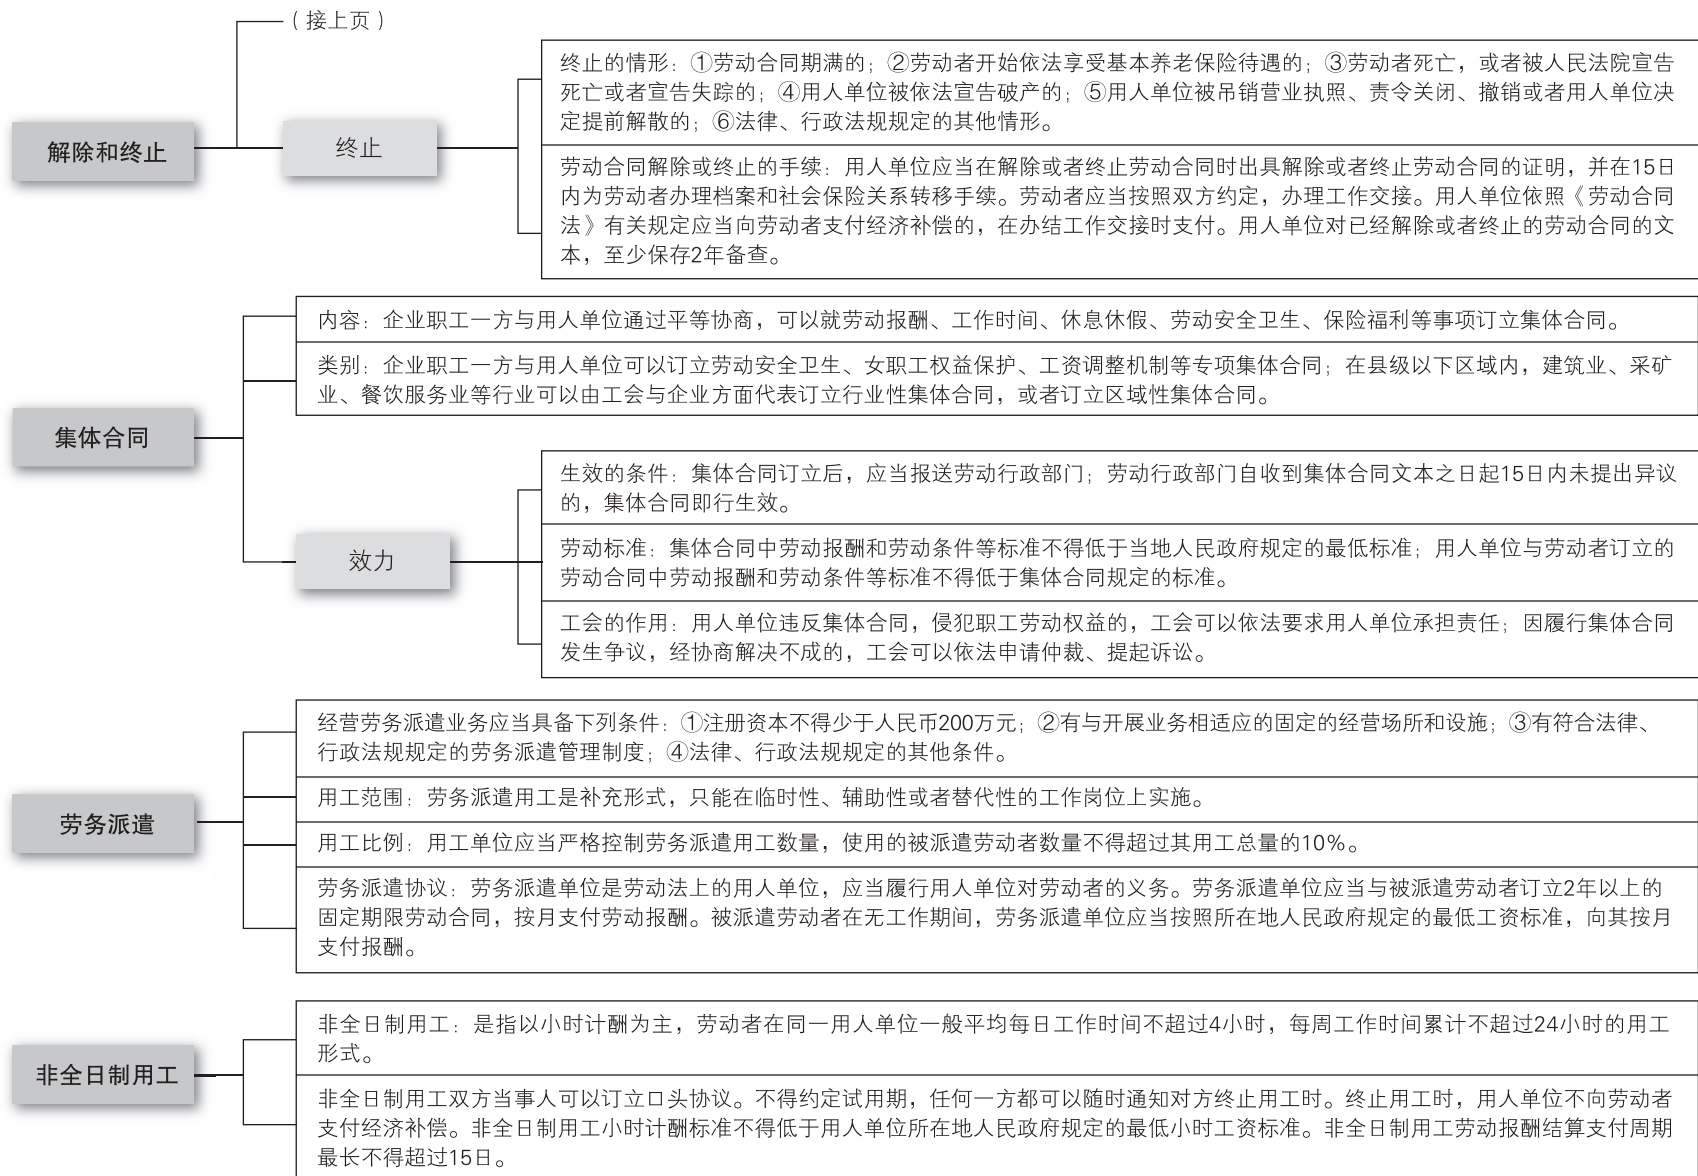 （接上页）
解除和终止
终止
终止的情形：①劳动合同期满的；②劳动者开始依法享受基本养老保险待遇的；③劳动者死亡，或者被人民法院宣告
死亡或者宣告失踪的；④用人单位被依法宣告破产的；⑤用人单位被吊销营业执照、责令关闭、撤销或者用人单位决
定提前解散的；⑥法律、行政法规规定的其他情形。
劳动合同解除或终止的手续：用人单位应当在解除或者终止劳动合同时出具解除或者终止劳动合同的证明，并在15日
内为劳动者办理档案和社会保险关系转移手续。劳动者应当按照双方约定，办理工作交接。用人单位依照《劳动合同
法》有关规定应当向劳动者支付经济补偿的，在办结工作交接时支付。用人单位对已经解除或者终止的劳动合同的文
本，至少保存2年备查。
集体合同
内容：企业职工一方与用人单位通过平等协商，可以就劳动报酬、工作时间、休息休假、劳动安全卫生、保险福利等事项订立集体合同。
类别：企业职工一方与用人单位可以订立劳动安全卫生、女职工权益保护、工资调整机制等专项集体合同；在县级以下区域内，建筑业、采矿
业、餐饮服务业等行业可以由工会与企业方面代表订立行业性集体合同，或者订立区域性集体合同。
效力
生效的条件：集体合同订立后，应当报送劳动行政部门；劳动行政部门自收到集体合同文本之日起15日内未提出异议
的，集体合同即行生效。
劳动标准：集体合同中劳动报酬和劳动条件等标准不得低于当地人民政府规定的最低标准；用人单位与劳动者订立的
劳动合同中劳动报酬和劳动条件等标准不得低于集体合同规定的标准。
工会的作用：用人单位违反集体合同，侵犯职工劳动权益的，工会可以依法要求用人单位承担责任；因履行集体合同
发生争议，经协商解决不成的，工会可以依法申请仲裁、提起诉讼。
劳务派遣
经营劳务派遣业务应当具备下列条件：①注册资本不得少于人民币200万元；②有与开展业务相适应的固定的经营场所和设施；③有符合法律、
行政法规规定的劳务派遣管理制度；④法律、行政法规规定的其他条件。
用工范围：劳务派遣用工是补充形式，只能在临时性、辅助性或者替代性的工作岗位上实施。
用工比例：用工单位应当严格控制劳务派遣用工数量，使用的被派遣劳动者数量不得超过其用工总量的10%。
劳务派遣协议：劳务派遣单位是劳动法上的用人单位，应当履行用人单位对劳动者的义务。劳务派遣单位应当与被派遣劳动者订立2年以上的
固定期限劳动合同，按月支付劳动报酬。被派遣劳动者在无工作期间，劳务派遣单位应当按照所在地人民政府规定的最低工资标准，向其按月
支付报酬。
非全日制用工
非全日制用工：是指以小时计酬为主，劳动者在同一用人单位一般平均每日工作时间不超过4小时，每周工作时间累计不超过24小时的用工
形式。
非全日制用工双方当事人可以订立口头协议。不得约定试用期，任何一方都可以随时通知对方终止用工时。终止用工时，用人单位不向劳动者
支付经济补偿。非全日制用工小时计酬标准不得低于用人单位所在地人民政府规定的最低小时工资标准。非全日制用工劳动报酬结算支付周期
最长不得超过15日。